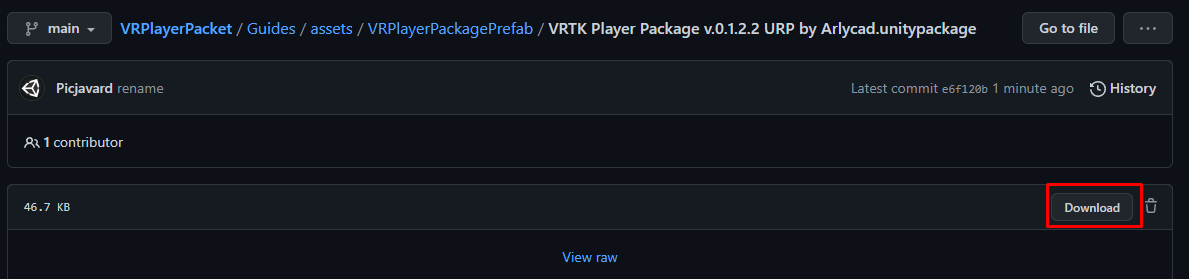 main VRPlayerPacket / Guides / assets / VRPlayerPackagePrefab / VRTK Player Package v.0.1.2.2 URP by Arlycad.unitypackage Go to file ...
Picjavard rename Latest commit e6f120b 1 minute ago History
1 contributor
46.7 KB Download
View raw